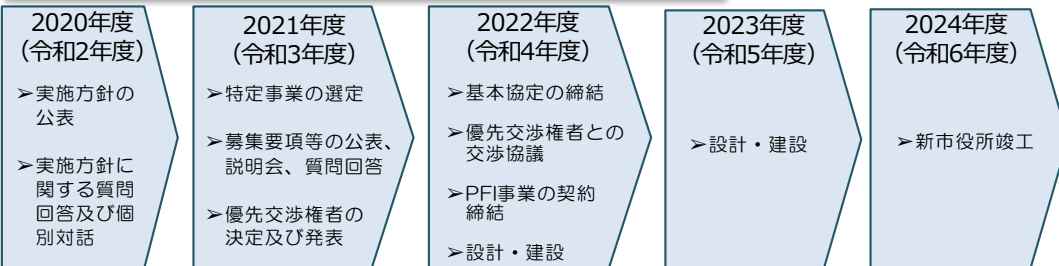 2020年度
（令和2年度）
➢実施方針の
公表
➢実施方針に
関する質問
回答及び個
別対話
2021年度
（令和3年度）
➢特定事業の選定
➢募集要項等の公表、
説明会、質問回答
➢優先交渉権者の
決定及び発表
2022年度
（令和4年度）
➢基本協定の締結
➢優先交渉権者との
交渉協議
➢PFI事業の契約
締結
➢設計・建設
2023年度
（令和5年度）
➢設計・建設
2024年度
（令和6年度）
➢新市役所竣工